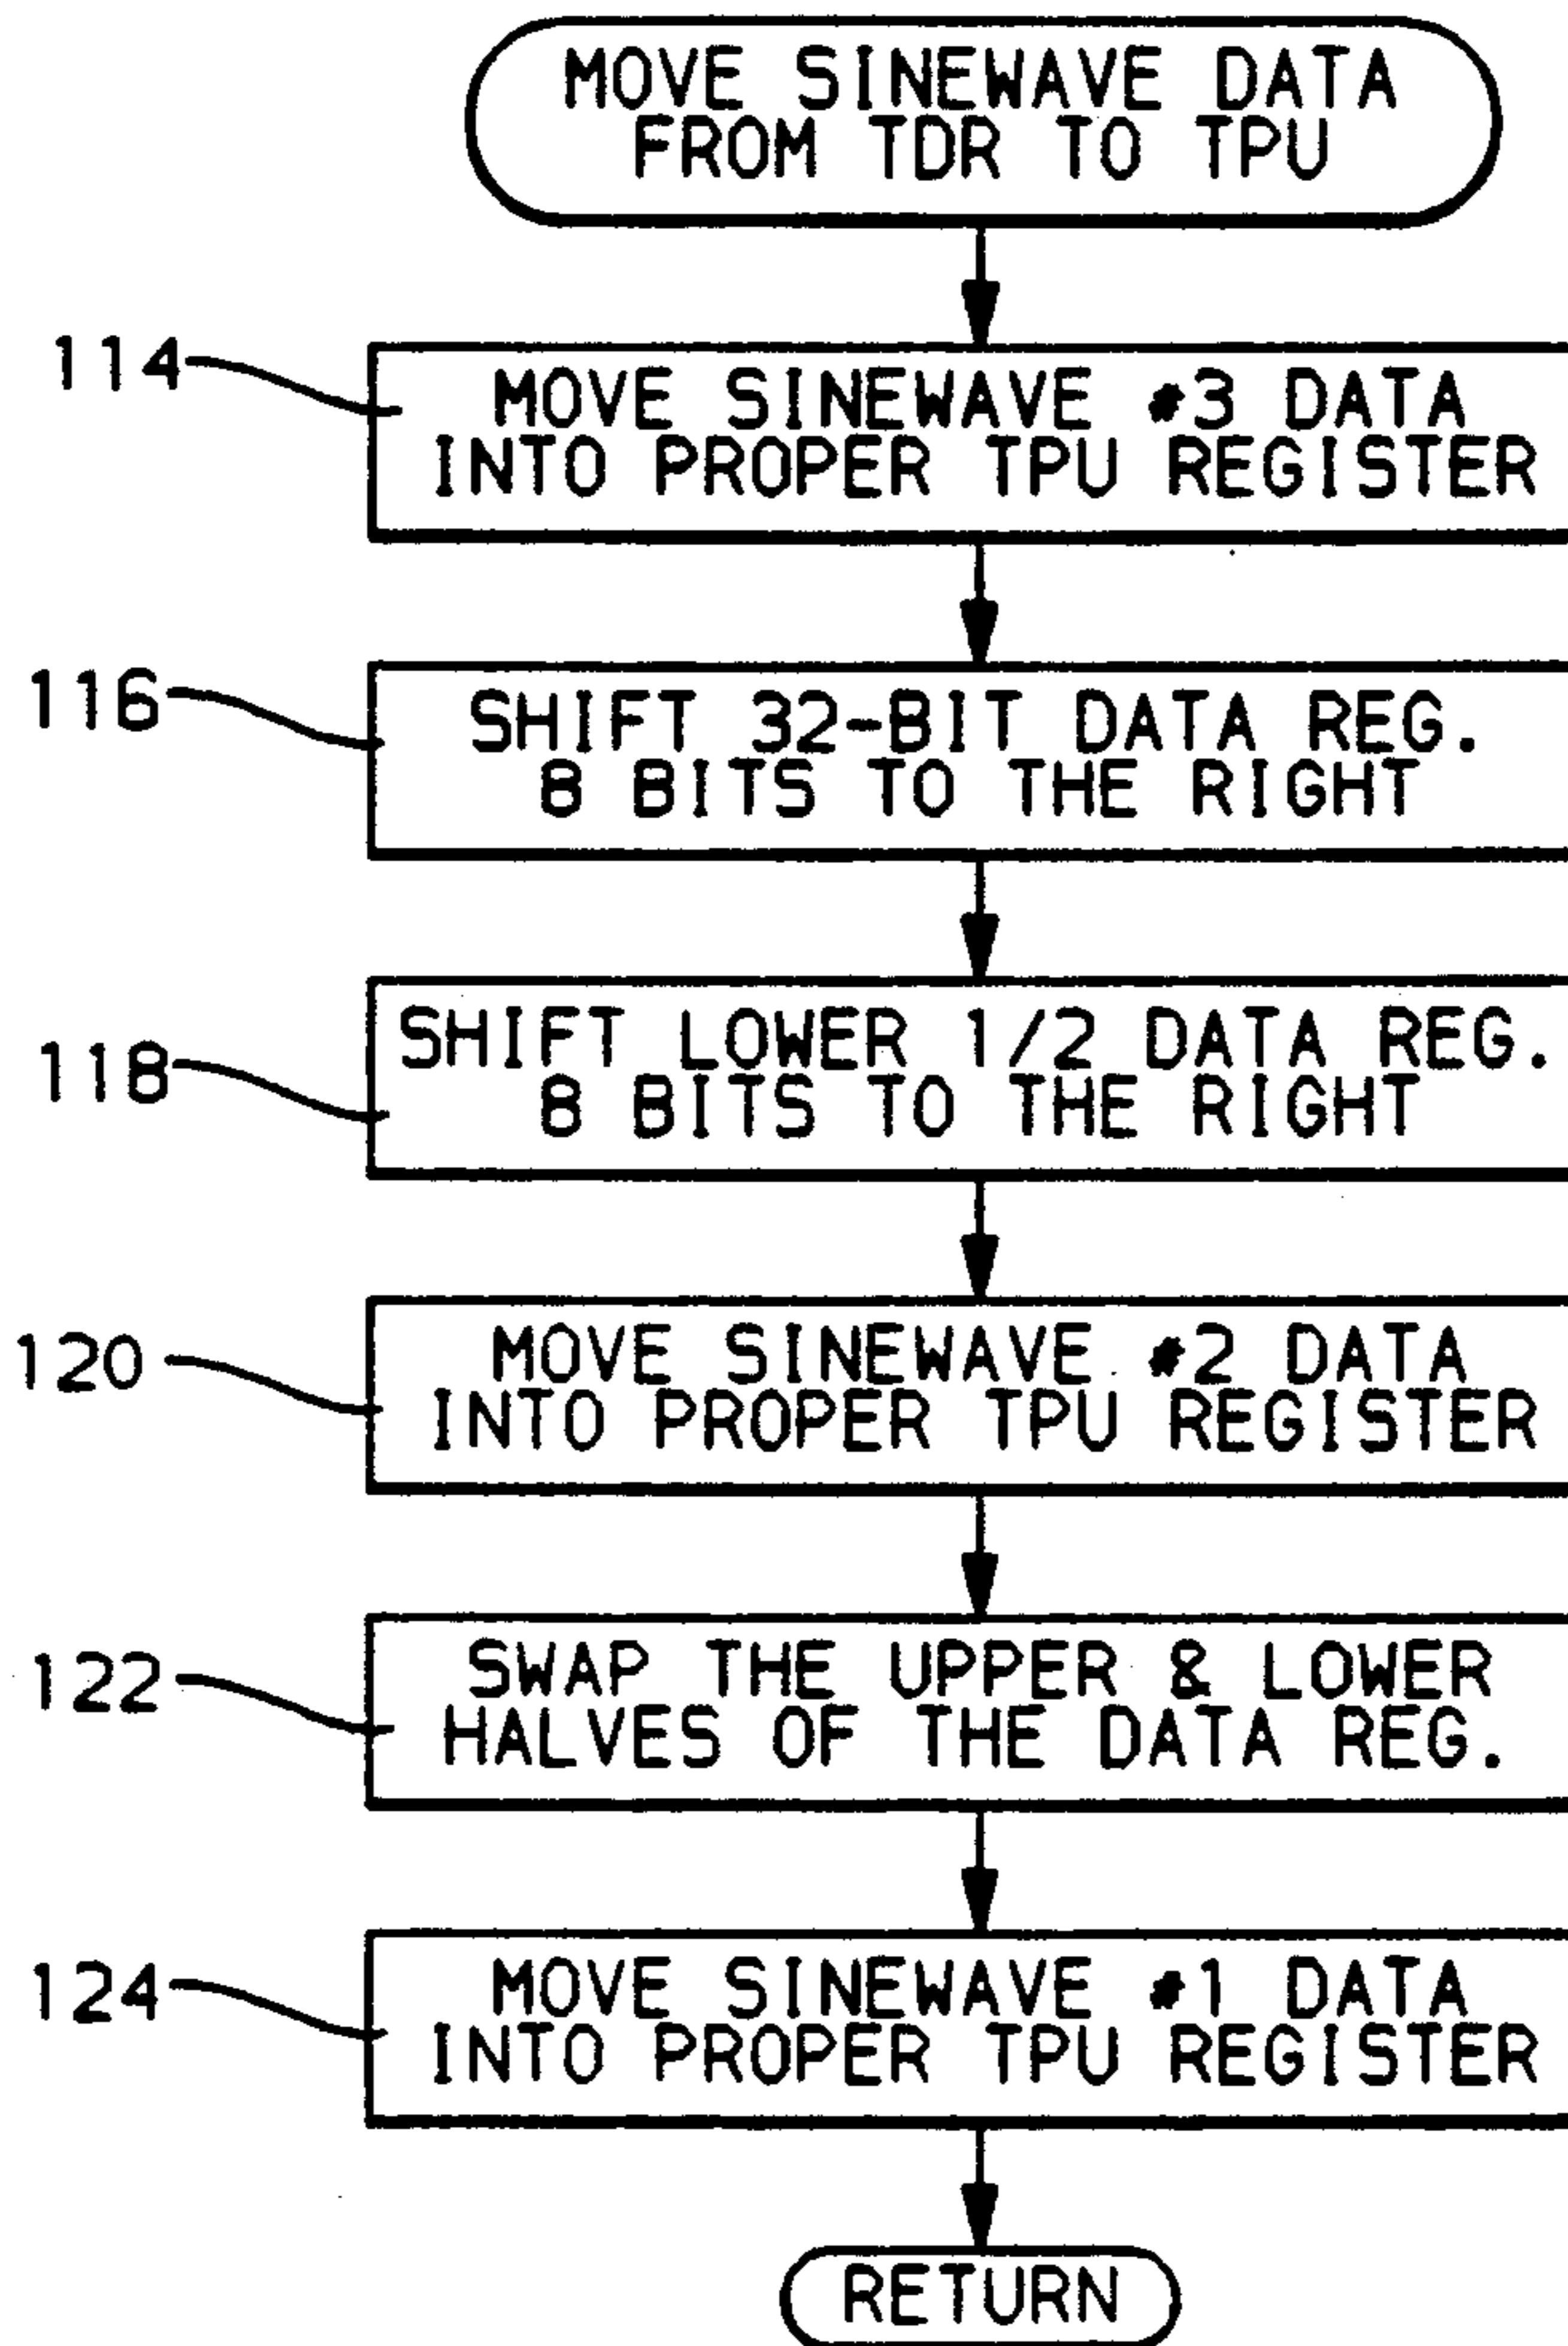 MOVE SINEWAVE DATA
FROM TDR TO TPU
114
MOVE SINEWAVE #3 DATA
INTO PROPER TPU REGISTER
116
SHIFT 32-BIT DATA REG.
8 BITS TO THE RIGHT
118
SHIFT LOWER 1/2 DATA REG.
8 BITS TO THE RIGHT
120
MOVE SINEWAVE #2 DATA
INTO PROPER TPU REGISTER
122
SWAP THE UPPER & LOWER
HALVES OF THE DATA REG.
124
MOVE SINEWAVE #1 DATA
INTO PROPER TPU REGISTER
RETURN